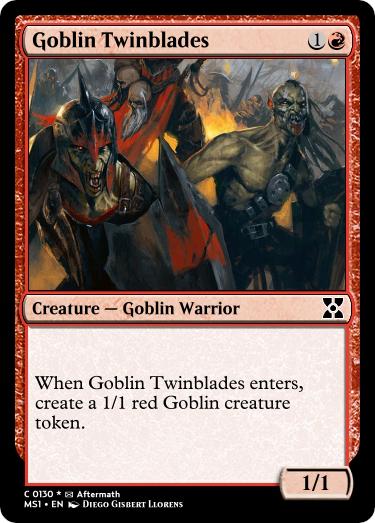 Goblin Twinblades 1
Creature — Goblin Warrior
When Goblin Twinblades enters,
create a 1/1 red Goblin creature
token.
1/1
C 0130 * Aftermath
MS1 • EN Diego Gisbert Llorens